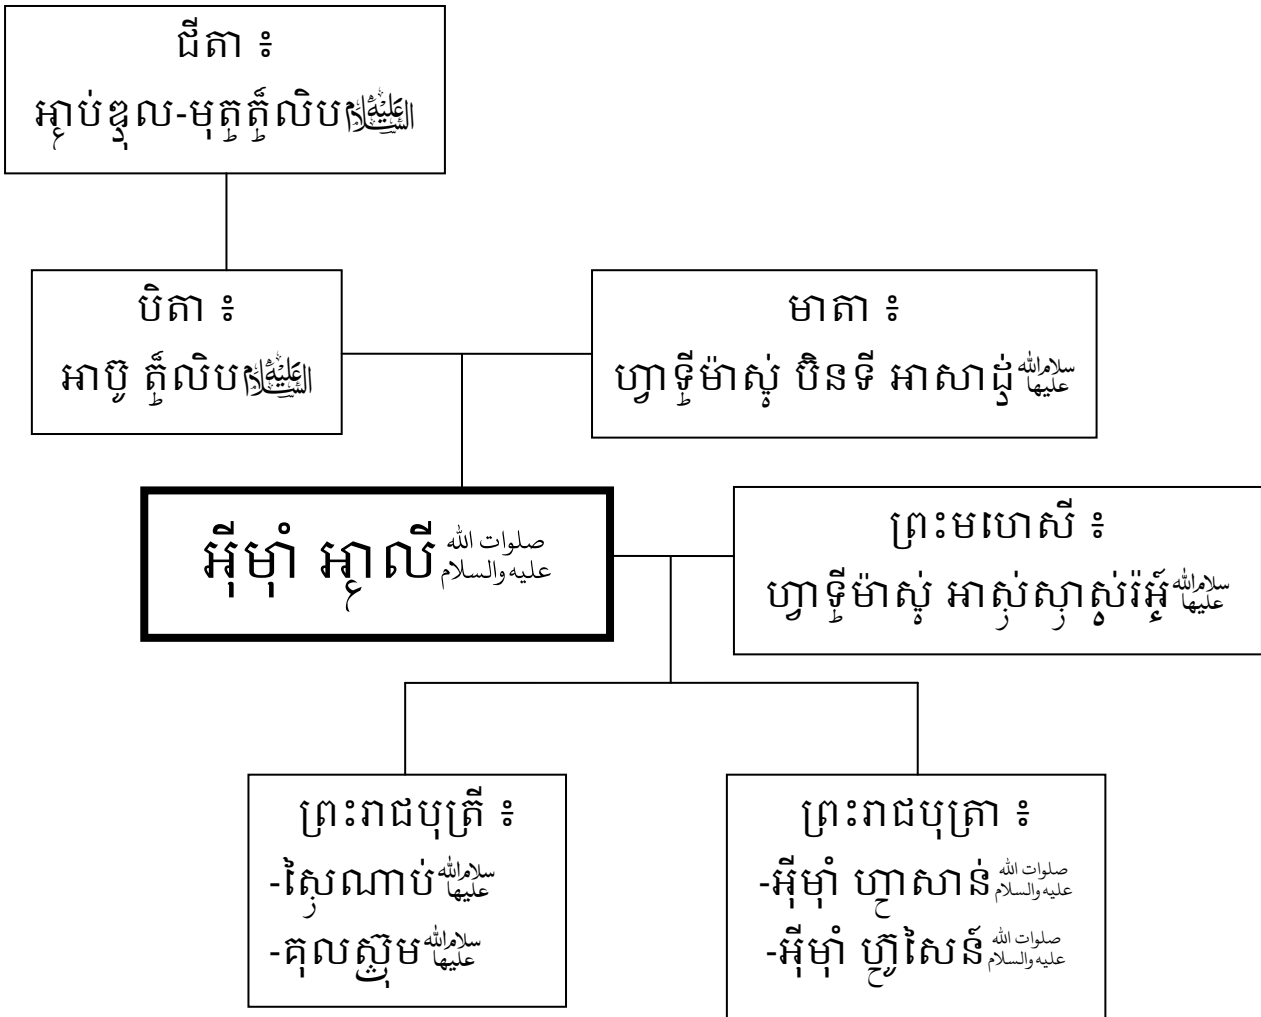 ជីតា ៖
អាប់ឌុល-មុត្តត៏លិប عليه السلام
បិតា ៖
អាប៊ូ ត៏លិប عليه السلام
មាតា ៖
ហ្វាទីម៉ាស់ ប៊ិនទី អាសាដ់ سلام الله عليها
អ៊ីម៉ាំ អាលី صلوات الله عليه والسلام
ព្រះមហេសី ៖
ហ្វាទីម៉ាស់ អាស់សាស់រ៉អ៍ سلام الله عليها
ព្រះរាជបុត្រី ៖
-សៃណាប់ سلام الله عليها
-គុលស៊ុម سلام الله عليها
ព្រះរាជបុត្រា ៖
-អ៊ីម៉ាំ ហាសាន់ صلوات الله عليه والسلام
-អ៊ីម៉ាំ ហ៊ូសៃន៍ صلوات الله عليه والسلام